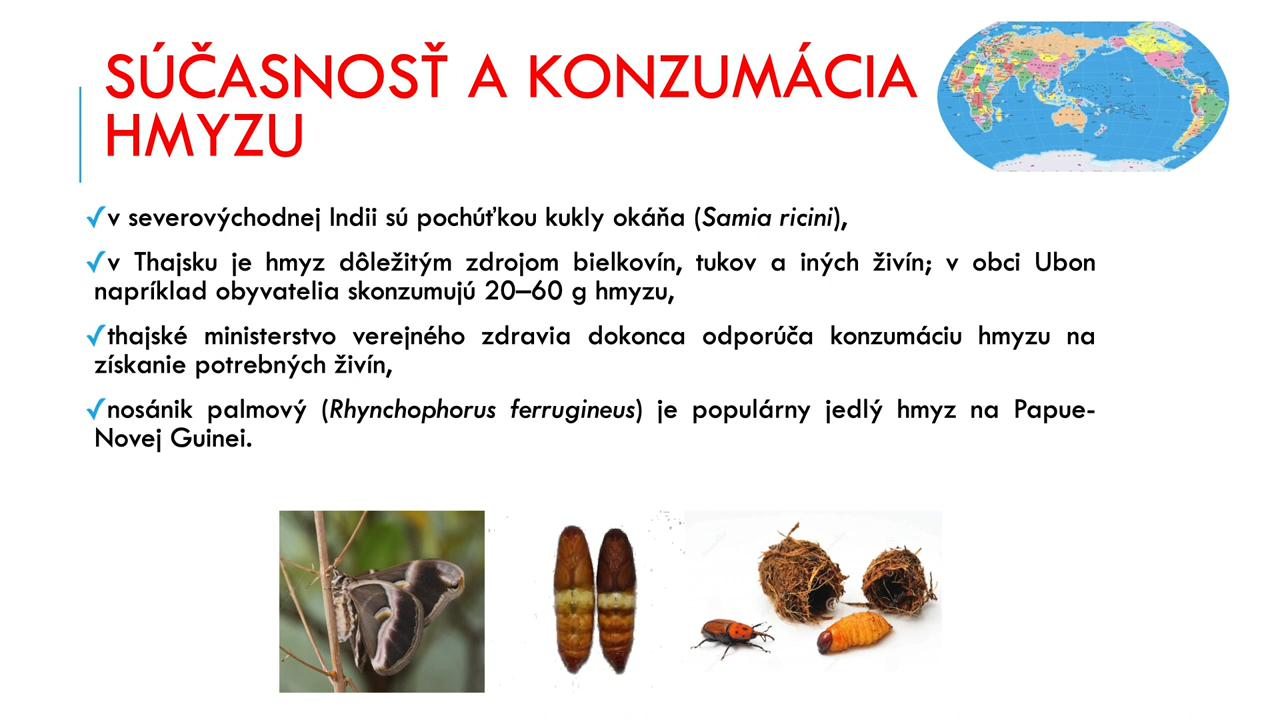 SÚČASNOSŤ A KONZUMÁCIA
HMYZU
✓v severovýchodnej Indii sú pochúťkou kukly okáňa (Samia ricini),
✓v Thajsku je hmyz dôležitým zdrojom bielkovín, tukov a iných živín; v obci Ubon
napríklad obyvatelia skonzumujú 20–60 g hmyzu,
✓thajské ministerstvo verejného zdravia dokonca odporúča konzumáciu hmyzu na
získanie potrebných živín,
✓nosánik palmový (Rhynchophorus ferrugineus) je populárny jedlý hmyz na Papue-
Novej Guinei.